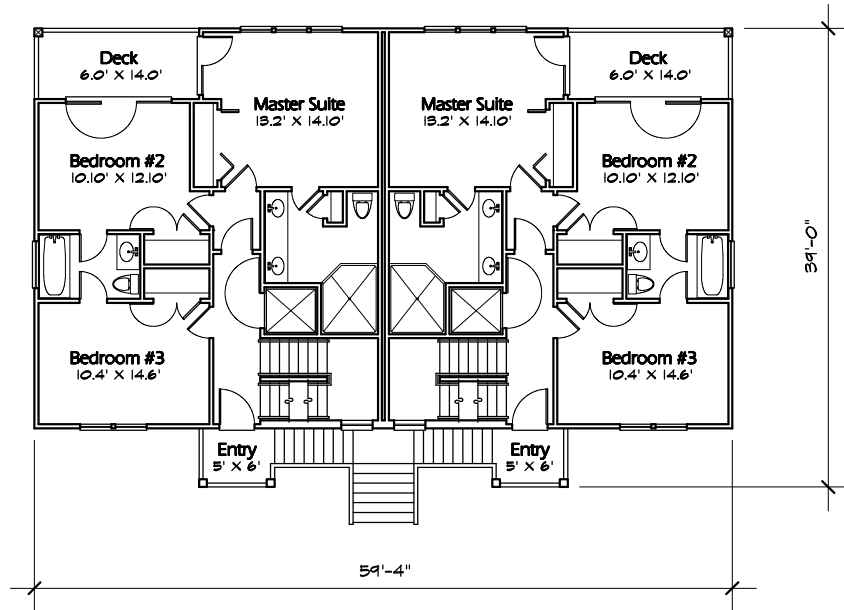 Deck
6.0' X 14.0'
Master Suite
13.2' X 14.10'
Master Suite
13.2' X 14.10'
Deck
6.0' X 14.0'
Bedroom #2
10.10' X 12.10'
Bedroom #2
10.10' X 12.10'
39'-0"
Bedroom #3
10.4' X 14.6'
Bedroom #3
10.4' X 14.6'
Entry
5' X 6'
Entry
5' X 6'
59'-4"